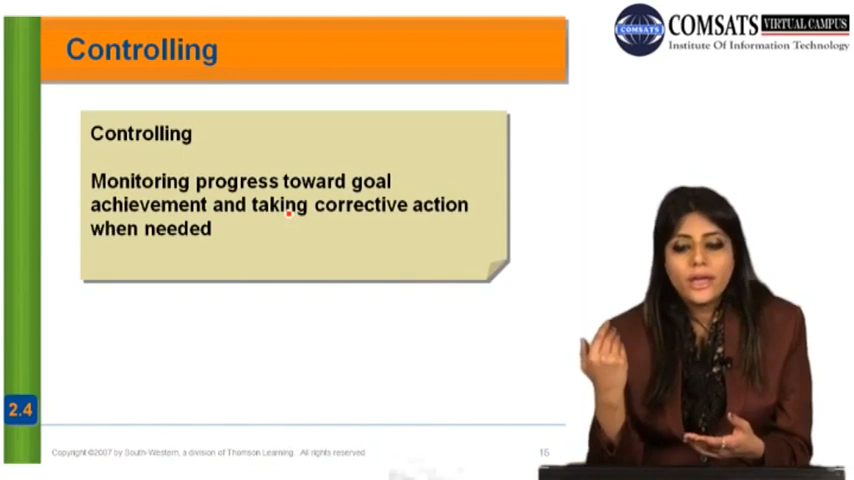 Controlling
COMSATS VIRTUAL CAMPUS
COMSATS
Institute Of Information Technology
Controlling
Monitoring progress toward goal
achievement and taking corrective action
when needed
2.4
Copyright ©2007 by South-Western, a division of Thomson Learning. All rights reserved
15